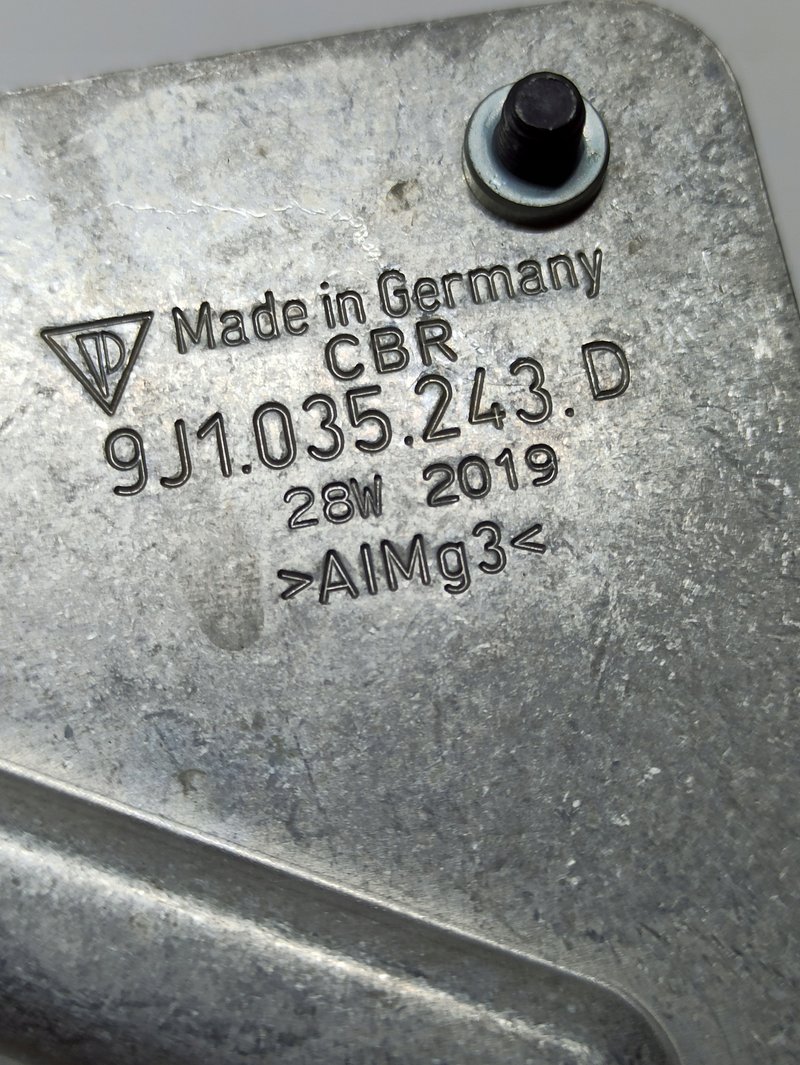 Made in Germany
CBR
9J1.035.243.D
28W 2019
>AlMg3<